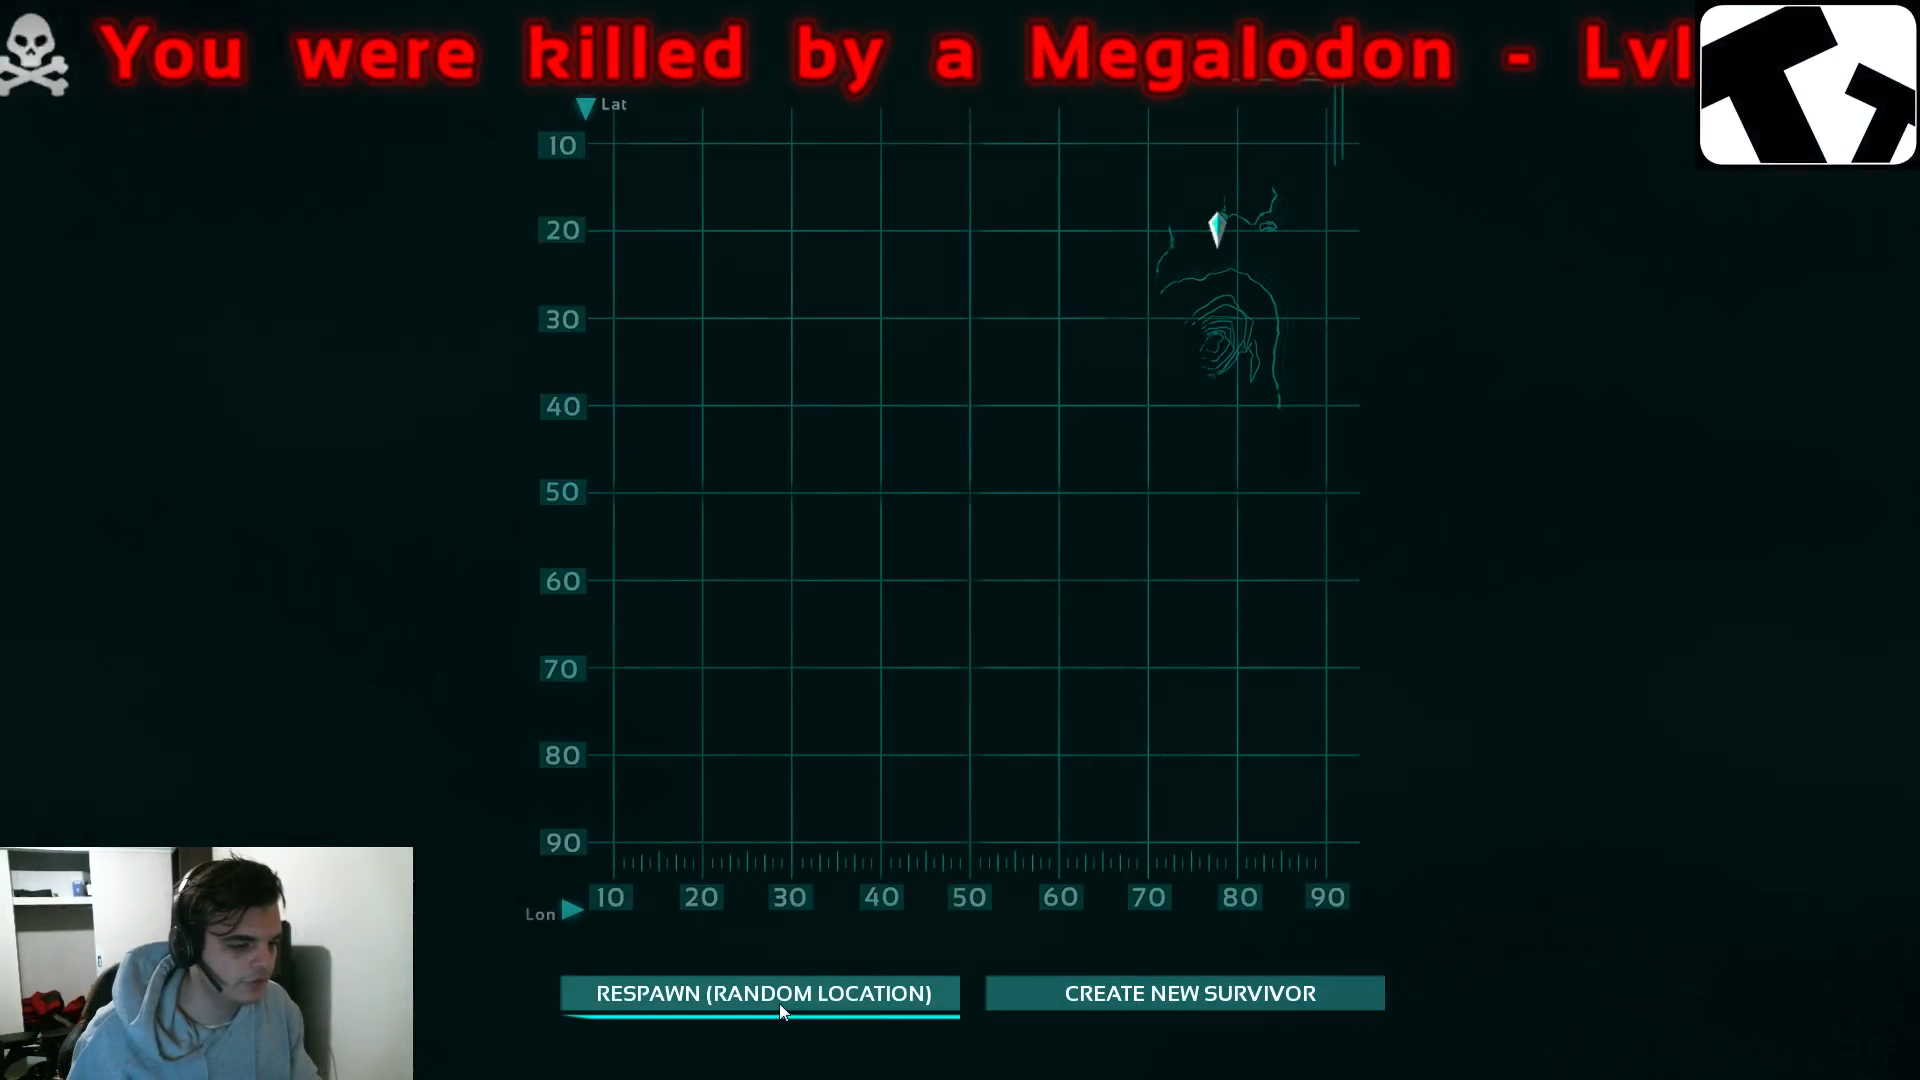 You were killed by a Megalodon - Lvl
Lat
10
20
30
40
50
60
70
80
90
Lon
10 20 30 40 50 60 70 80 90
RESPAWN (RANDOM LOCATION)
CREATE NEW SURVIVOR